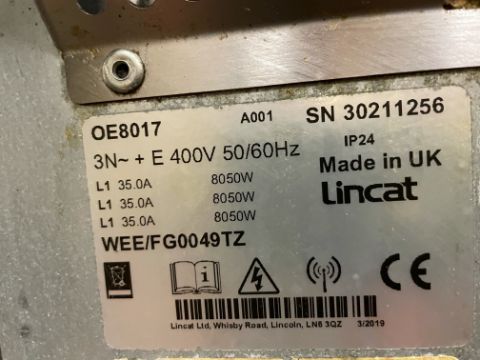 OE8017 A001 SN 30211256
3N~ + E 400V 50/60Hz IP24
L1 35.0A 8050W Made in UK
L1 35.0A 8050W Lincat
L1 35.0A 8050W
WEE/FG0049TZ
i CE
Lincat Ltd, Whisby Road, Lincoln, LN6 3QZ 3/2019